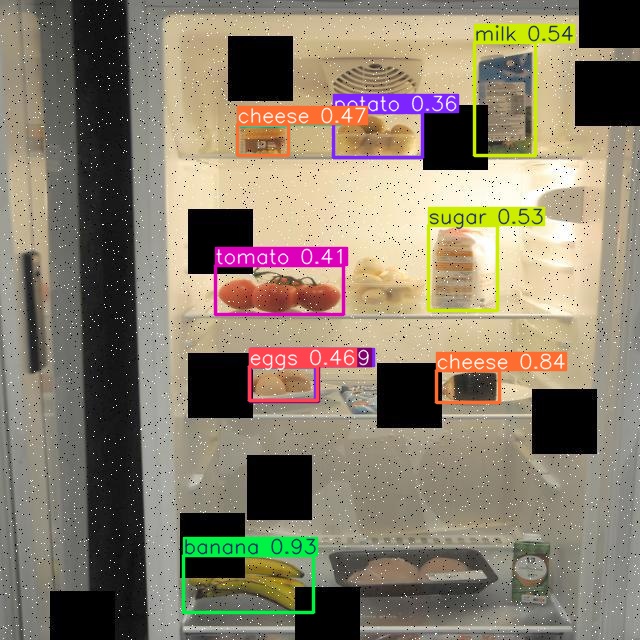 milk 0.54
potato 0.36
cheese 0.47
sugar 0.53
tomato 0.41
eggs 0.46
9
cheese 0.84
banana 0.93